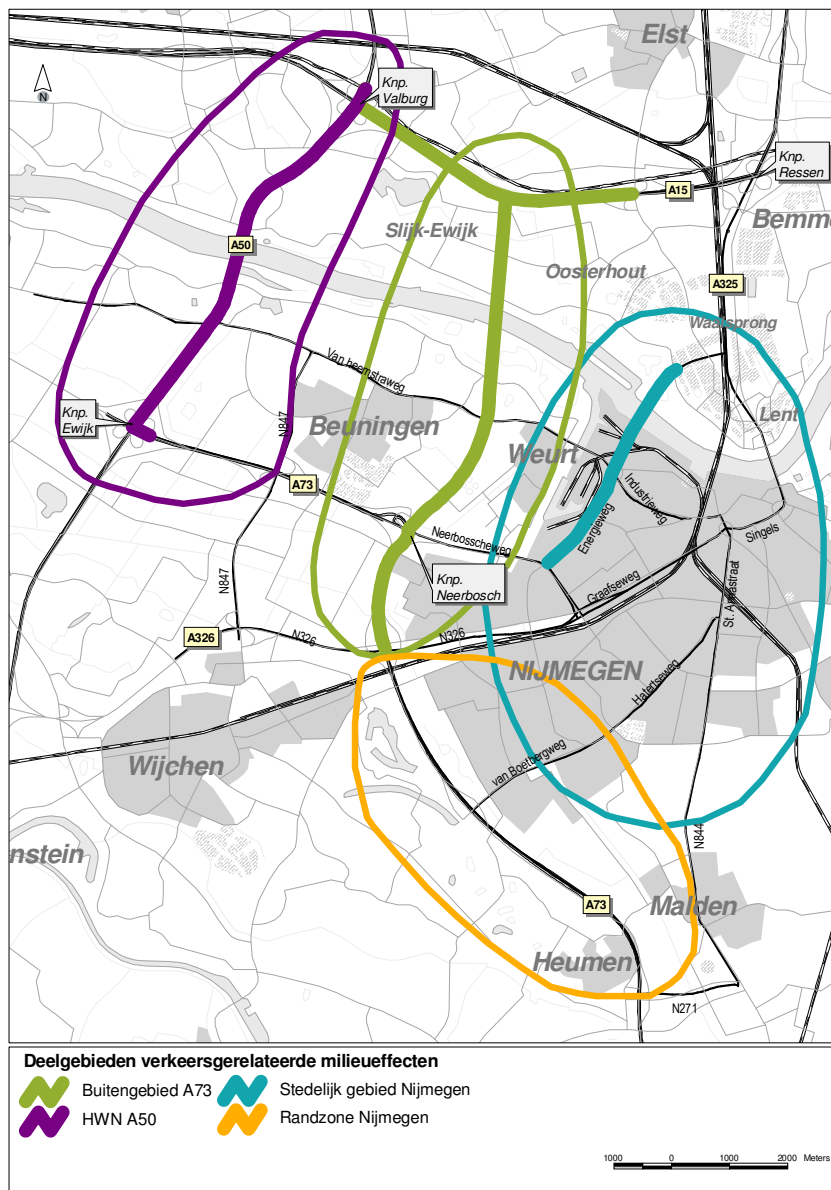 Elst
Knp.
Valburg
N
Knp.
Ressen
A15
Bemm
Slijk-Ewijk
A50
Oosterhout
A325
Waalsprong
Van heemstraweg
Knp.
Ewijk
N847
Beuningen
Lent
Weurt
A73
Industrieweg
Energieweg
Neerbosscheweg
Singels
Knp.
Neerbosch
Graafseweg
St. Annastraat
N847
A326
N326
N326
NIJMEGEN
Hatertseweg
van Boetbergweg
Wijchen
N844
nstein
A73
Malden
Heumen
N271
Deelgebieden verkeersgerelateerde milieueffecten
Buitengebied A73
Stedelijk gebied Nijmegen
HWN A50
Randzone Nijmegen
1000 0 1000 2000 Meters